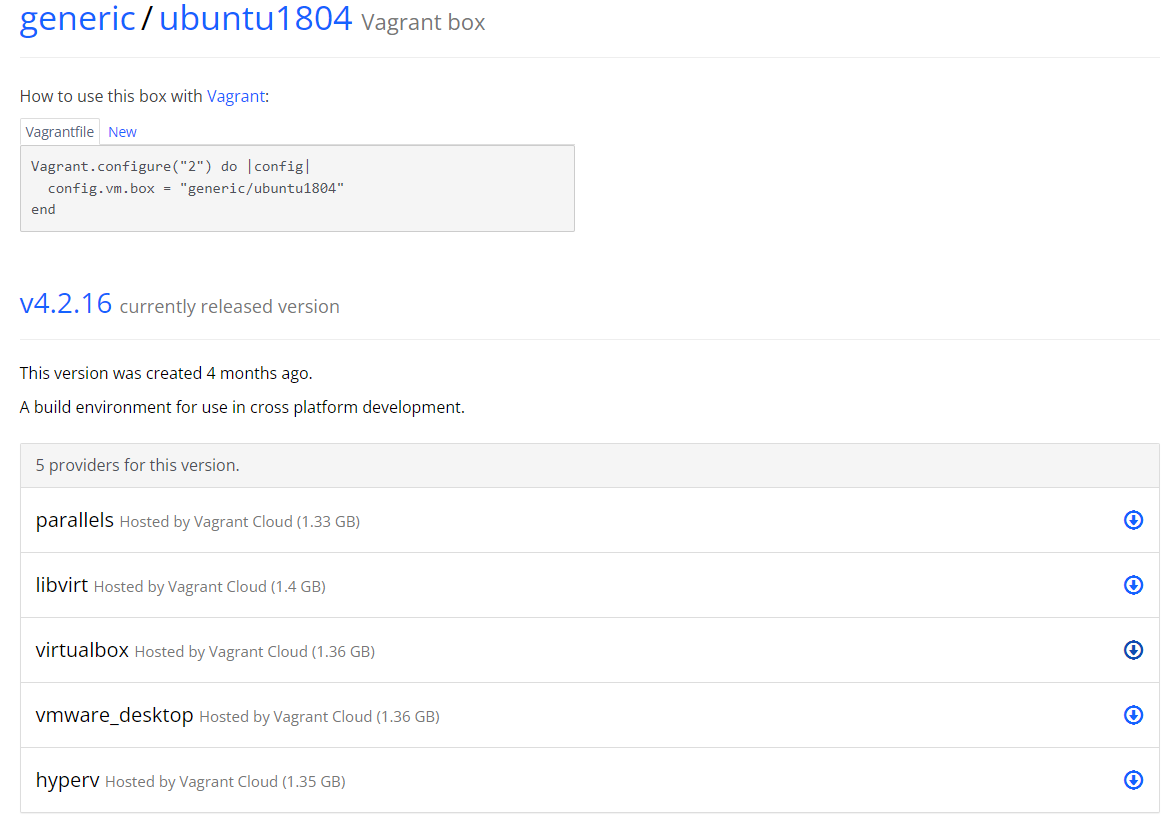 generic/ubuntu1804 Vagrant box
How to use this box with Vagrant:
Vagrantfile New
Vagrant.configure("2") do |config|
  config.vm.box = "generic/ubuntu1804"
end
v4.2.16 currently released version
This version was created 4 months ago.
A build environment for use in cross platform development.
5 providers for this version.
parallels Hosted by Vagrant Cloud (1.33 GB)
libvirt Hosted by Vagrant Cloud (1.4 GB)
virtualbox Hosted by Vagrant Cloud (1.36 GB)
vmware_desktop Hosted by Vagrant Cloud (1.36 GB)
hyperv Hosted by Vagrant Cloud (1.35 GB)